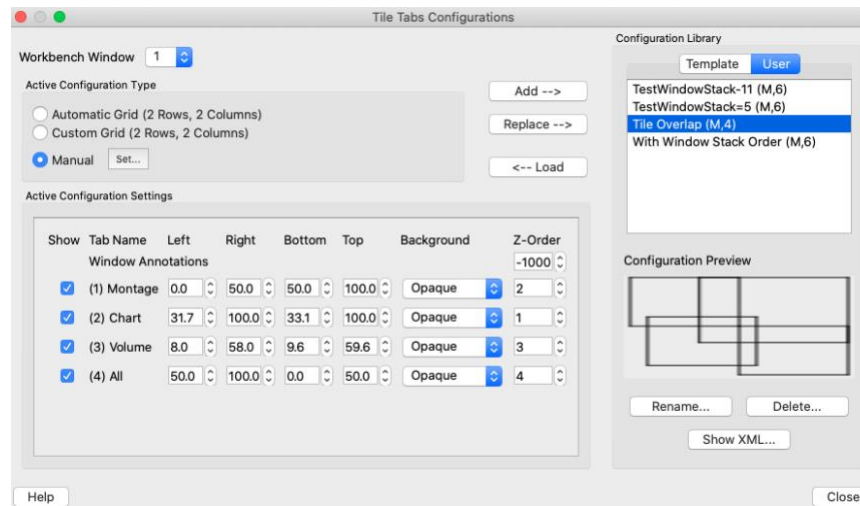 Tile Tabs Configurations
Workbench Window 1
Active Configuration Type
Automatic Grid (2 Rows, 2 Columns)
Custom Grid (2 Rows, 2 Columns)
Manual Set...
Add -->
Replace -->
<-- Load
Active Configuration Settings
Show Tab Name Left Right Bottom Top Background Z-Order
Window Annotations -1000
(1) Montage 0.0 50.0 50.0 100.0 Opaque 2
(2) Chart 31.7 100.0 33.1 100.0 Opaque 1
(3) Volume 8.0 58.0 9.6 59.6 Opaque 3
(4) All 50.0 100.0 0.0 50.0 Opaque 4
Configuration Library
Template User
TestWindowStack-11 (M,6)
TestWindowStack=5 (M,6)
Tile Overlap (M,4)
With Window Stack Order (M,6)
Configuration Preview
Rename... Delete...
Show XML...
Help Close